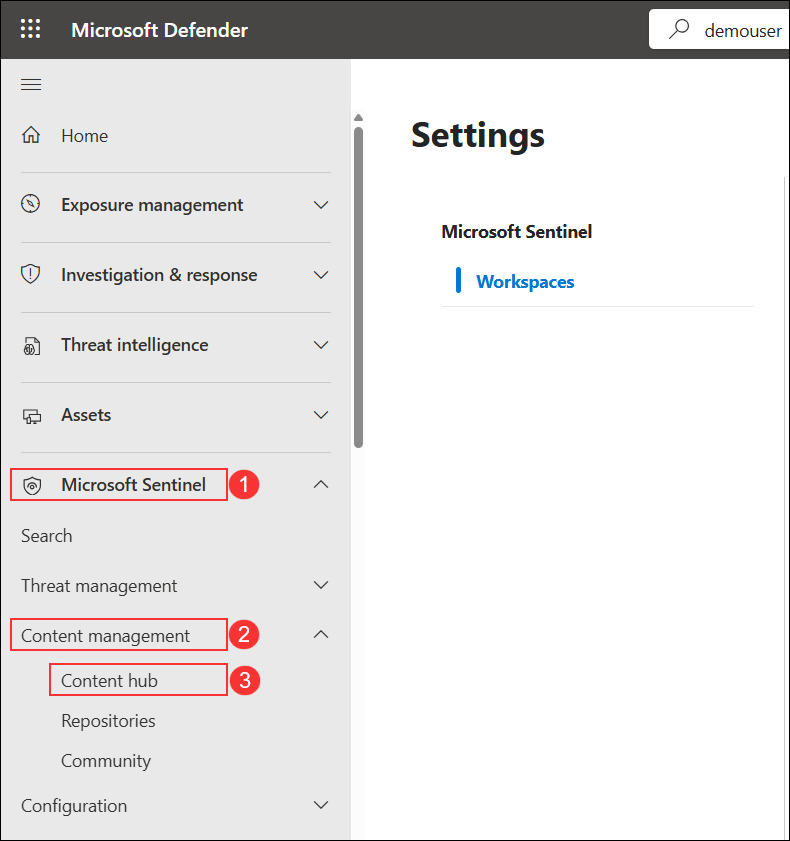 Microsoft Defender
demouser
Home
Exposure management
Investigation & response
Threat intelligence
Assets
Microsoft Sentinel 1
Search
Threat management
Content management 2
Content hub 3
Repositories
Community
Configuration
Settings
Microsoft Sentinel
Workspaces